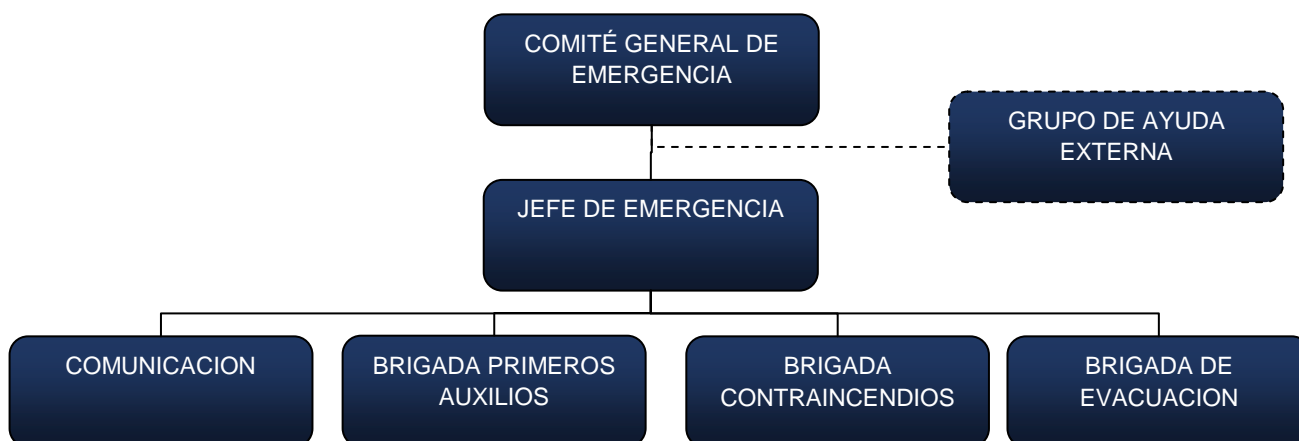 COMITÉ GENERAL DE
EMERGENCIA
GRUPO DE AYUDA
EXTERNA
JEFE DE EMERGENCIA
COMUNICACION
BRIGADA PRIMEROS
AUXILIOS
BRIGADA
CONTRAINCENDIOS
BRIGADA DE
EVACUACION